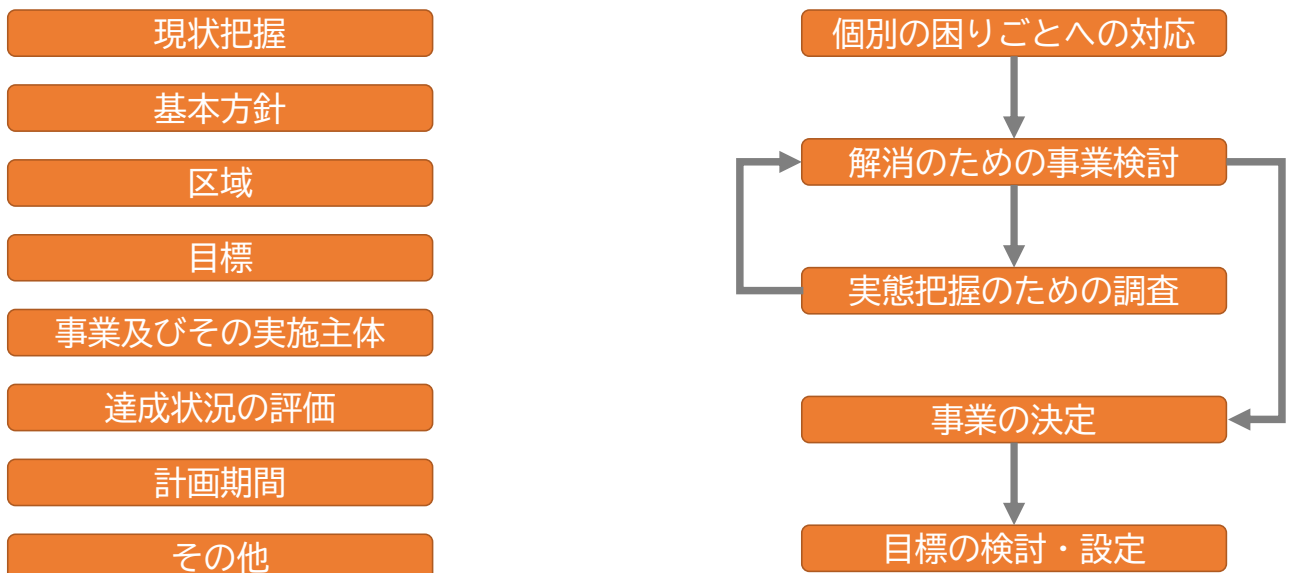 現状把握
基本方針
区域
目標
事業及びその実施主体
達成状況の評価
計画期間
その他
個別の困りごとへの対応
解消のための事業検討
実態把握のための調査
事業の決定
目標の検討・設定